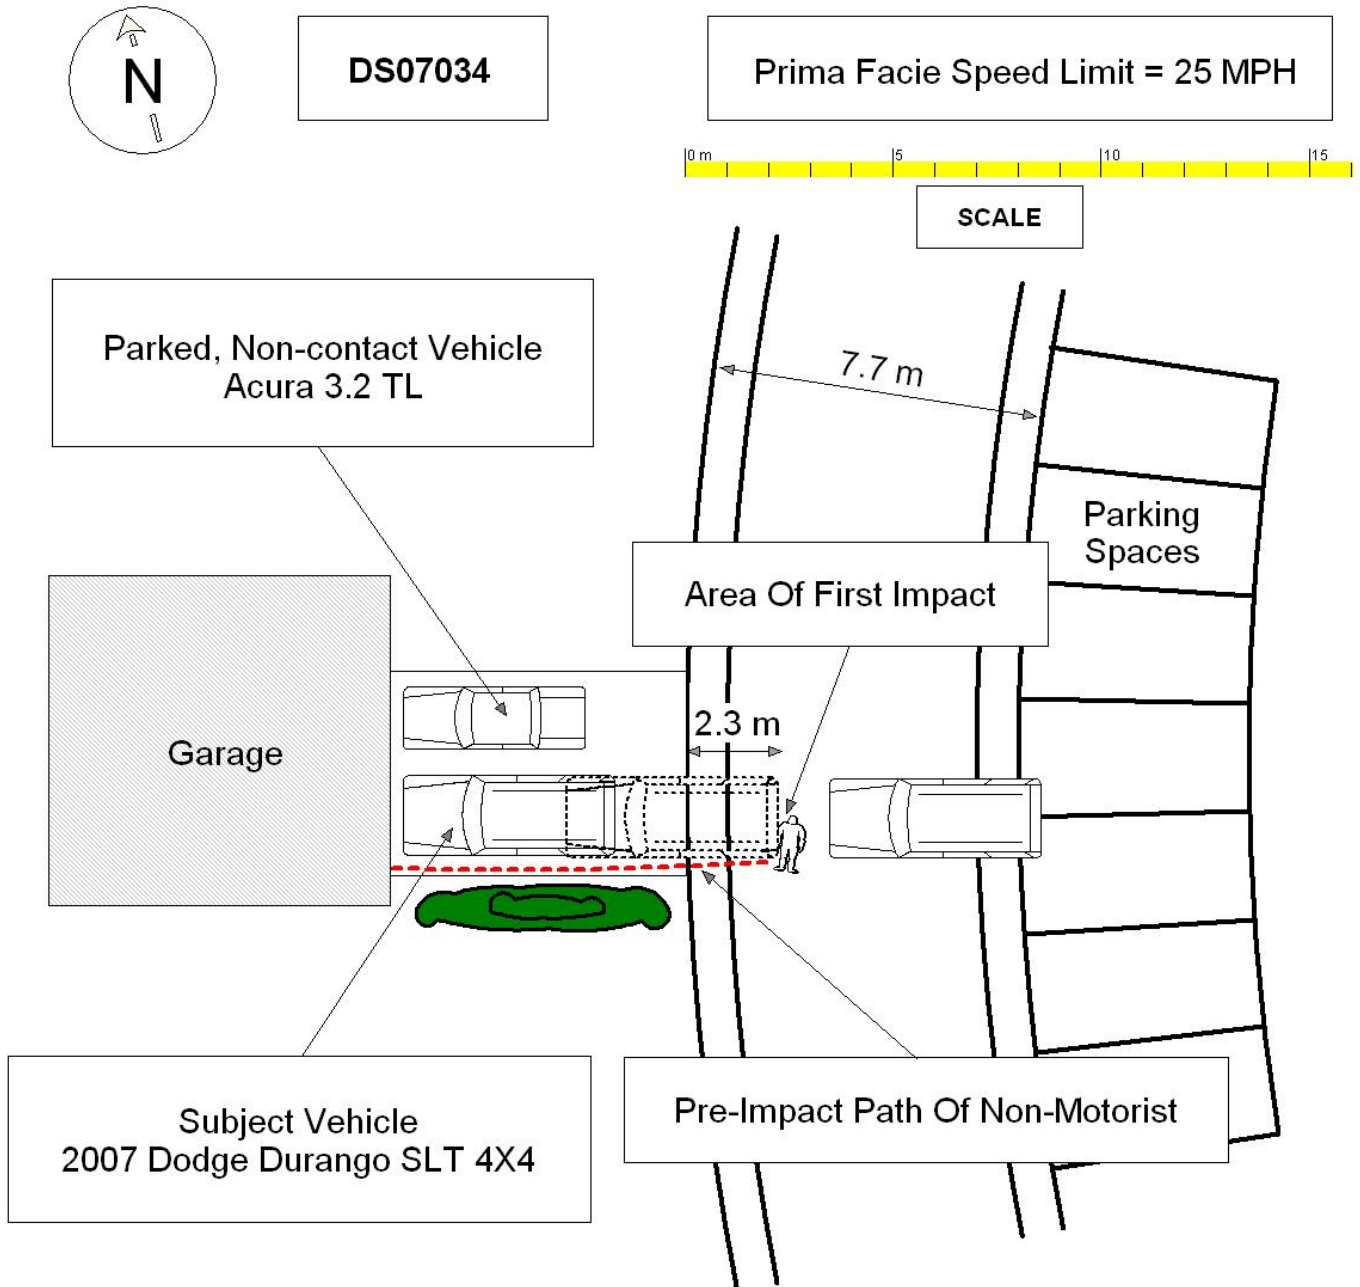 N
DS07034
Prima Facie Speed Limit = 25 MPH
0 m 5 10 15
SCALE
Parked, Non-contact Vehicle
Acura 3.2 TL
7.7 m
Parking
Spaces
Area Of First Impact
2.3 m
Garage
Subject Vehicle
2007 Dodge Durango SLT 4X4
Pre-Impact Path Of Non-Motorist